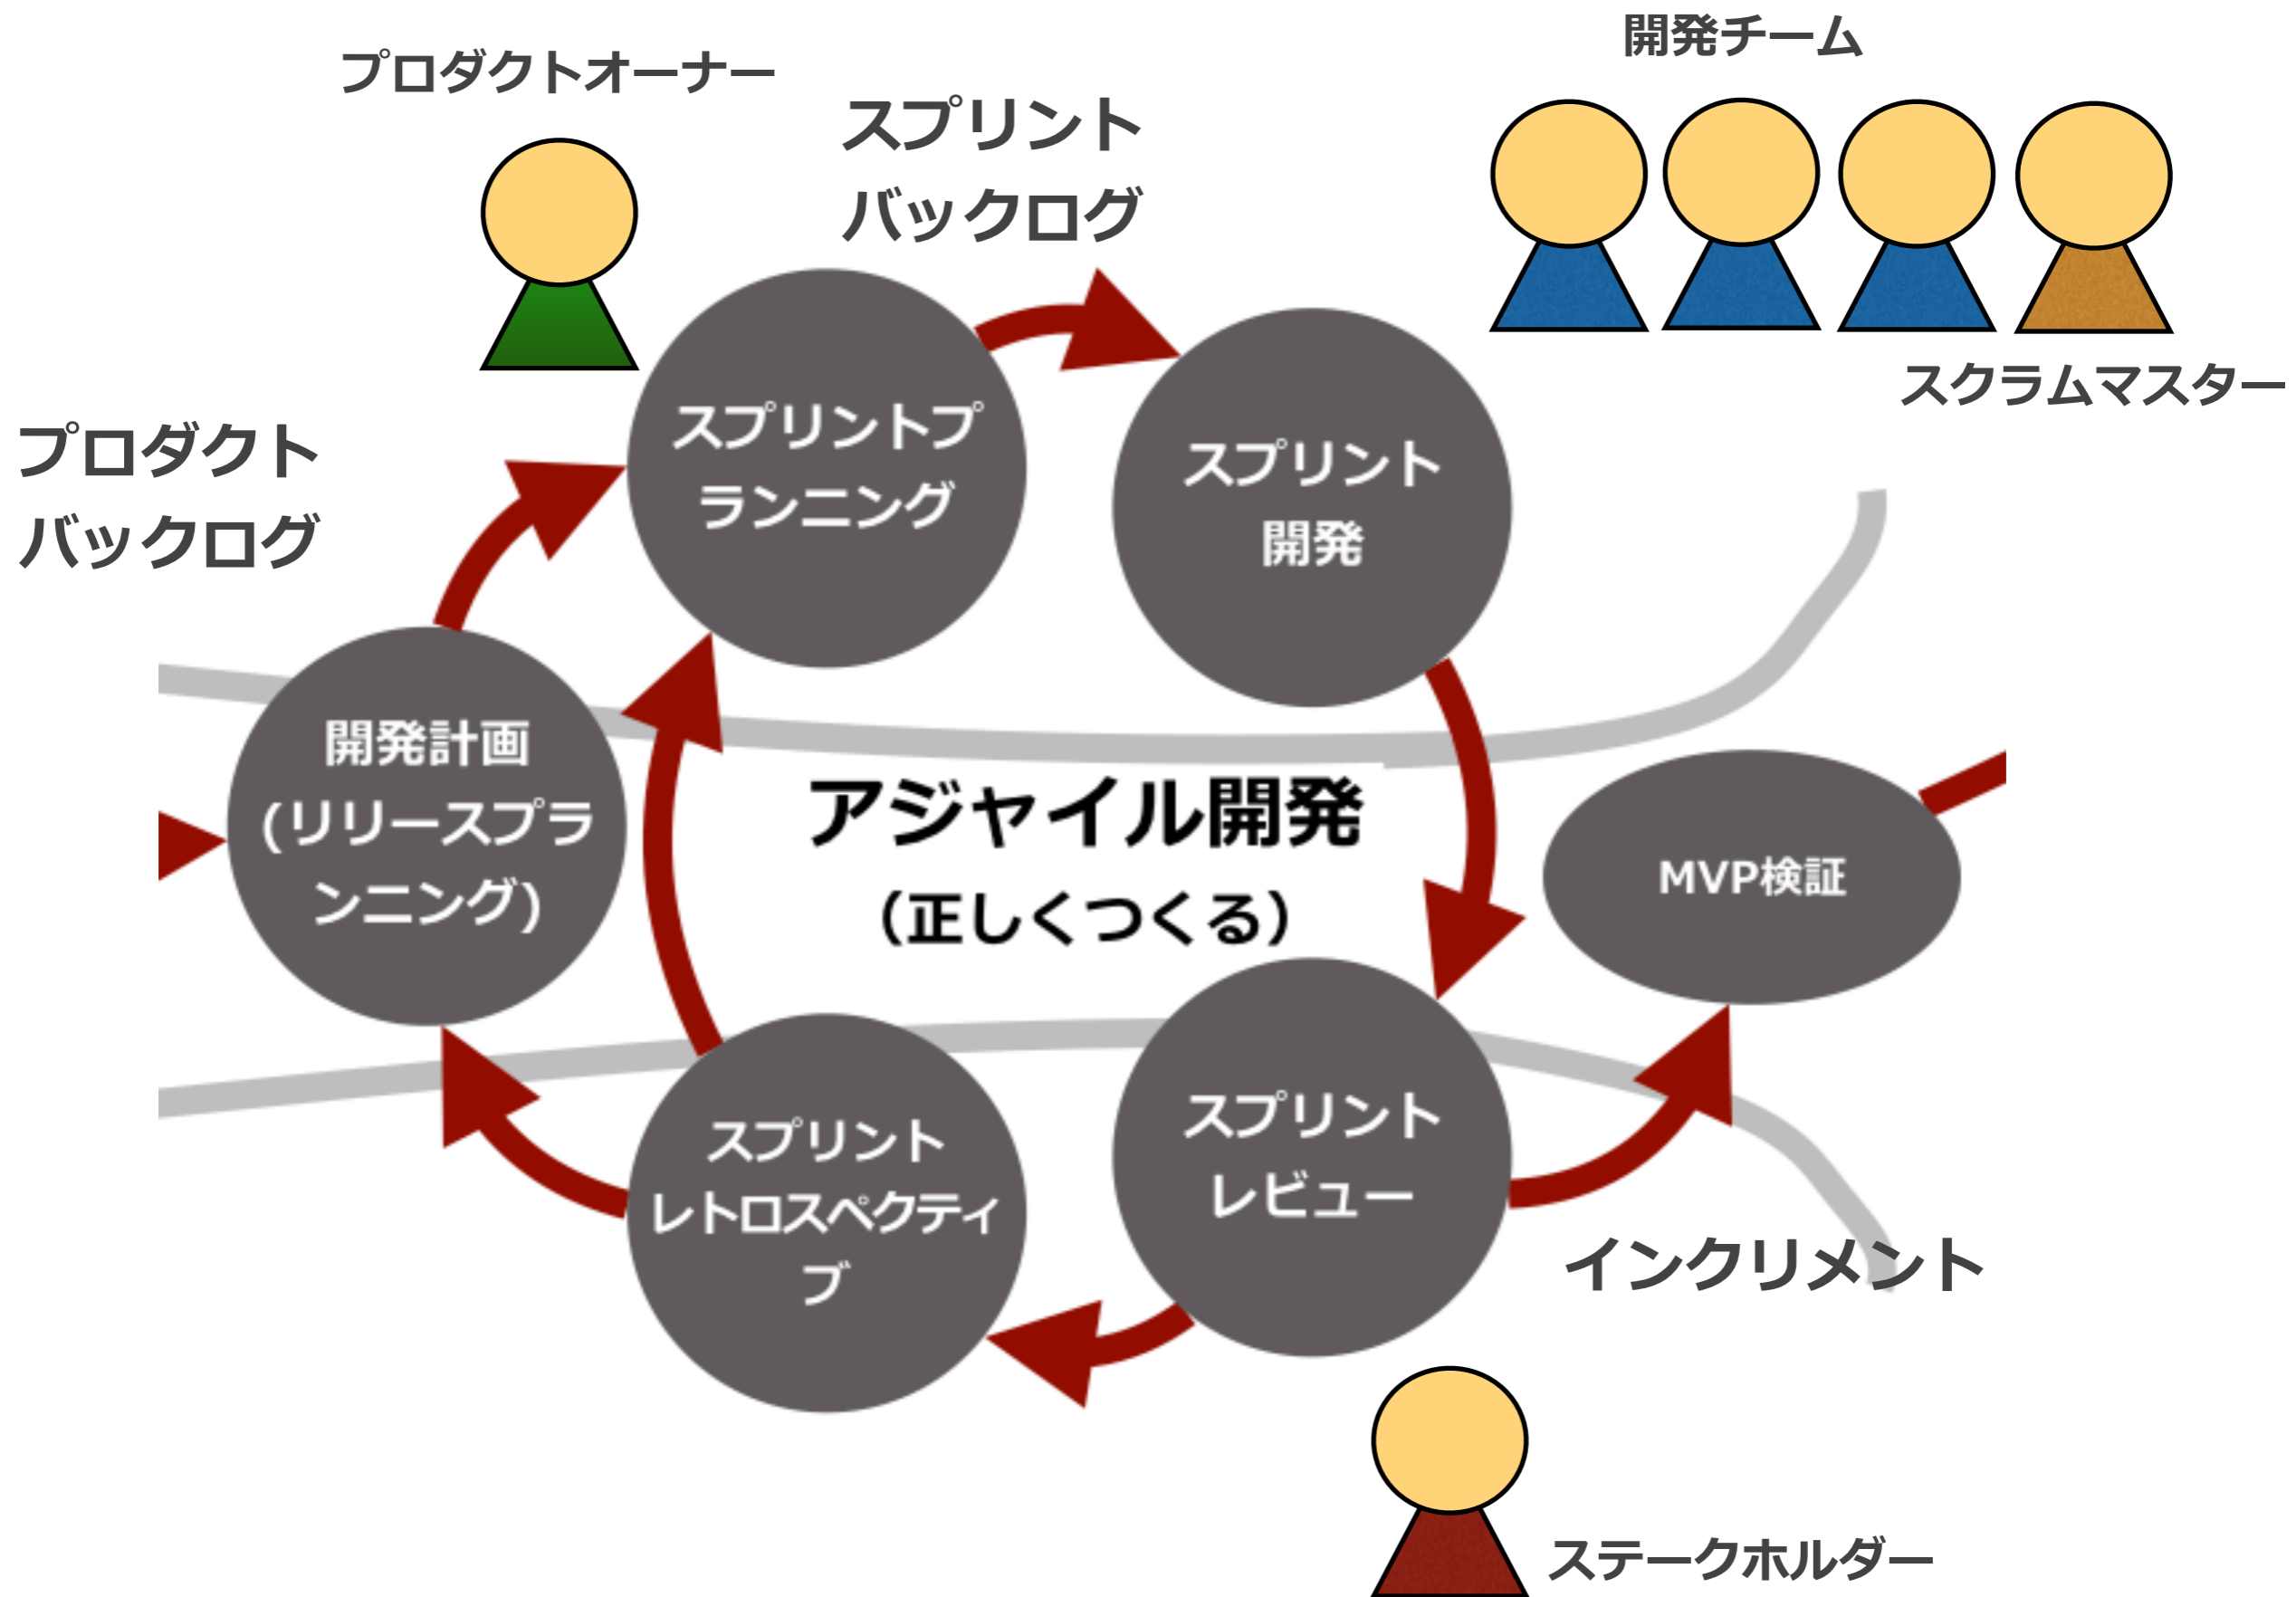 開発チーム
プロダクトオーナー
スプリント
バックログ
スクラムマスター
プロダクト
バックログ
スプリントプ
ランニング
スプリント
開発
開発計画
(リリースプラ
ンニング)
アジャイル開発
（正しくつくる）
MVP検証
スプリント
レトロスペクティ
ブ
スプリント
レビュー
インクリメント
ステークホルダー